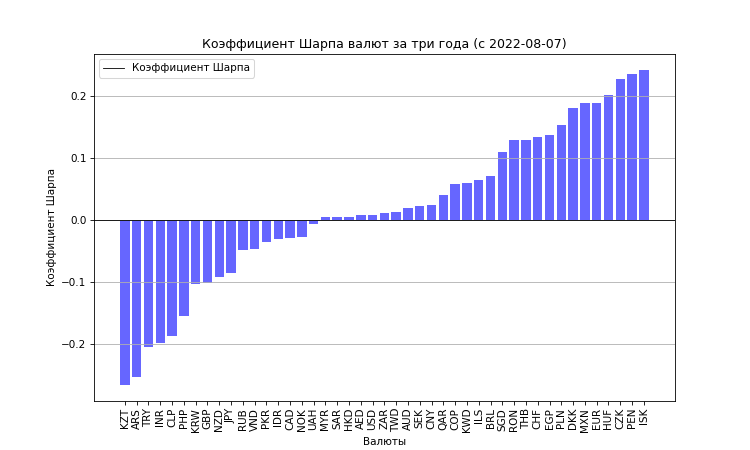 Коэффициент Шарпа валют за три года (с 2022-08-07)
Коэффициент Шарпа
0.2
0.1
0.0
−0.1
−0.2
Коэффициент Шарпа
KZT
ARS
TRY
INR
CLP
PHP
KRW
GBP
NZD
JPY
RUB
VND
PKR
IDR
CAD
NOK
UAH
MYR
SAR
HKD
AED
USD
ZAR
TWD
AUD
SEK
CNY
QAR
COP
KWD
ILS
BRL
SGD
RON
THB
CHF
EGP
PLN
DKK
MXN
EUR
HUF
CZK
PEN
ISK
Валюты